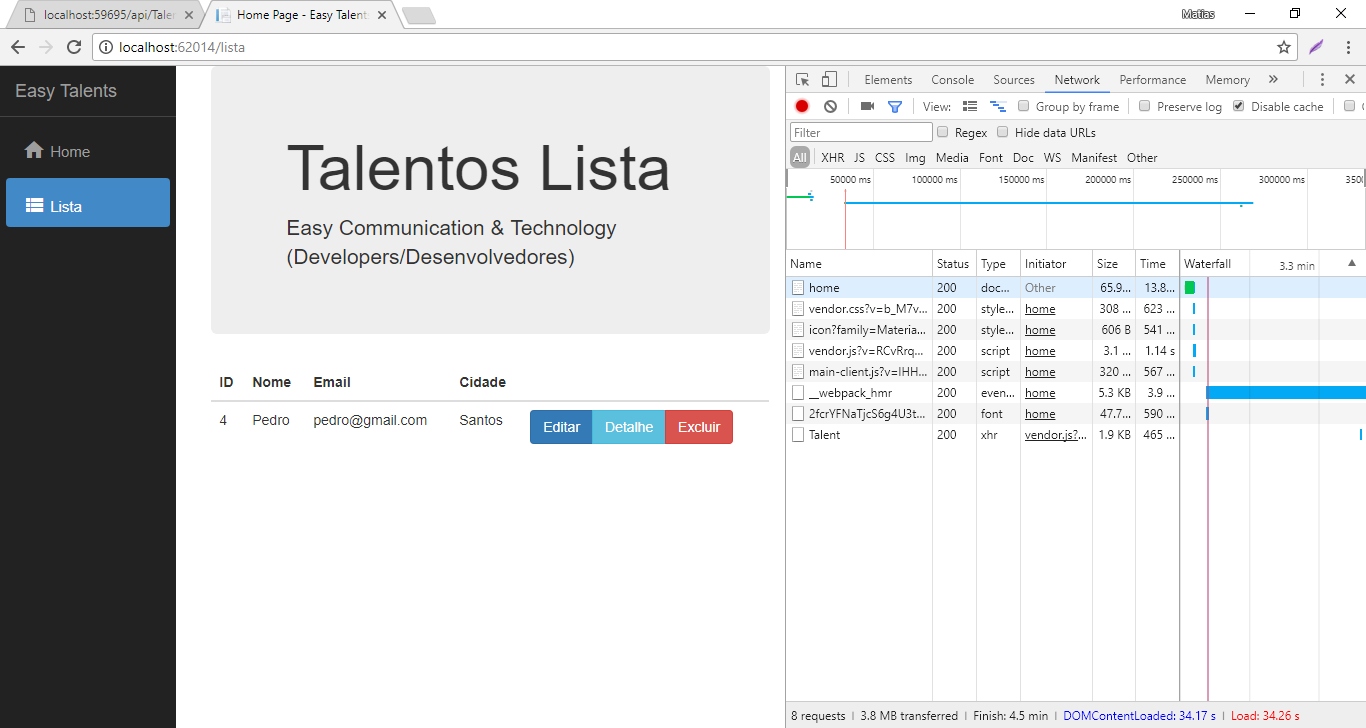 localhost:59695/api/Tale
Home Page - Easy Talent
Matias
localhost:62014/lista
Easy Talents
Home
Lista
Talentos Lista
Easy Communication & Technology
(Developers/Desenvolvedores)
ID Nome Email Cidade
4 Pedro pedro@gmail.com Santos Editar Detalhe Excluir
Elements Console Sources Network Performance Memory »
View: Group by frame Preserve log Disable cache
Filter Regex Hide data URLs
All XHR JS CSS Img Media Font Doc WS Manifest Other
50000 ms 100000 ms 150000 ms 200000 ms 250000 ms 300000 ms 3500
Name Status Type Initiator Size Time Waterfall 3.3 min
home 200 doc... Other 65.9... 13.8...
vendor.css?v=b_M7v... 200 style... home 308 ... 623 ...
icon?family=Materia... 200 style... home 606 B 541 ...
vendor.js?v=RCvRrq... 200 script home 3.1 ... 1.14 s
main-client.js?v=IHH... 200 script home 320 ... 567 ...
__webpack_hmr 200 even... home 5.3 KB 3.9 ...
2fcrYFNaTjcS6g4U3t... 200 font home 47.7... 590 ...
Talent 200 xhr vendor.js?... 1.9 KB 465 ...
8 requests | 3.8 MB transferred | Finish: 4.5 min | DOMContentLoaded: 34.17 s | Load: 34.26 s